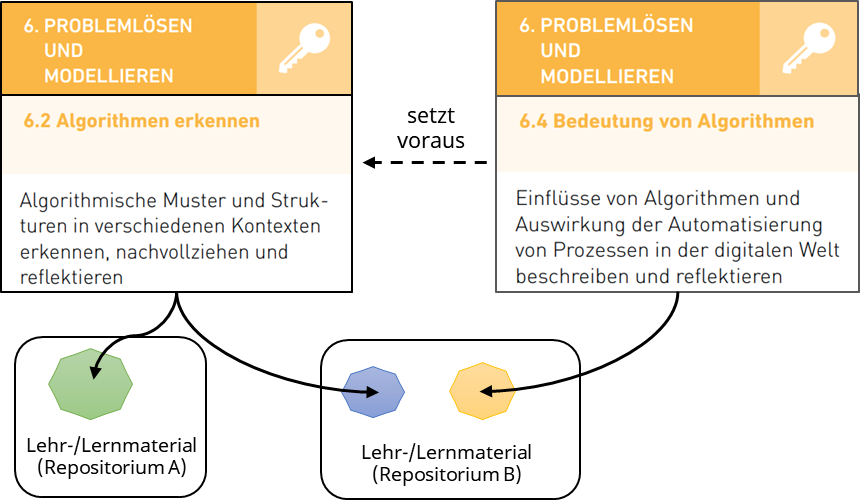 6. PROBLEMLÖSEN
UND
MODELLIEREN
6.2 Algorithmen erkennen
Algorithmische Muster und Struk-
turen in verschiedenen Kontexten
erkennen, nachvollziehen und
reflektieren
setzt
voraus
6. PROBLEMLÖSEN
UND
MODELLIEREN
6.4 Bedeutung von Algorithmen
Einflüsse von Algorithmen und
Auswirkung der Automatisierung
von Prozessen in der digitalen Welt
beschreiben und reflektieren
Lehr-/Lernmaterial
(Repositorium A)
Lehr-/Lernmaterial
(Repositorium B)